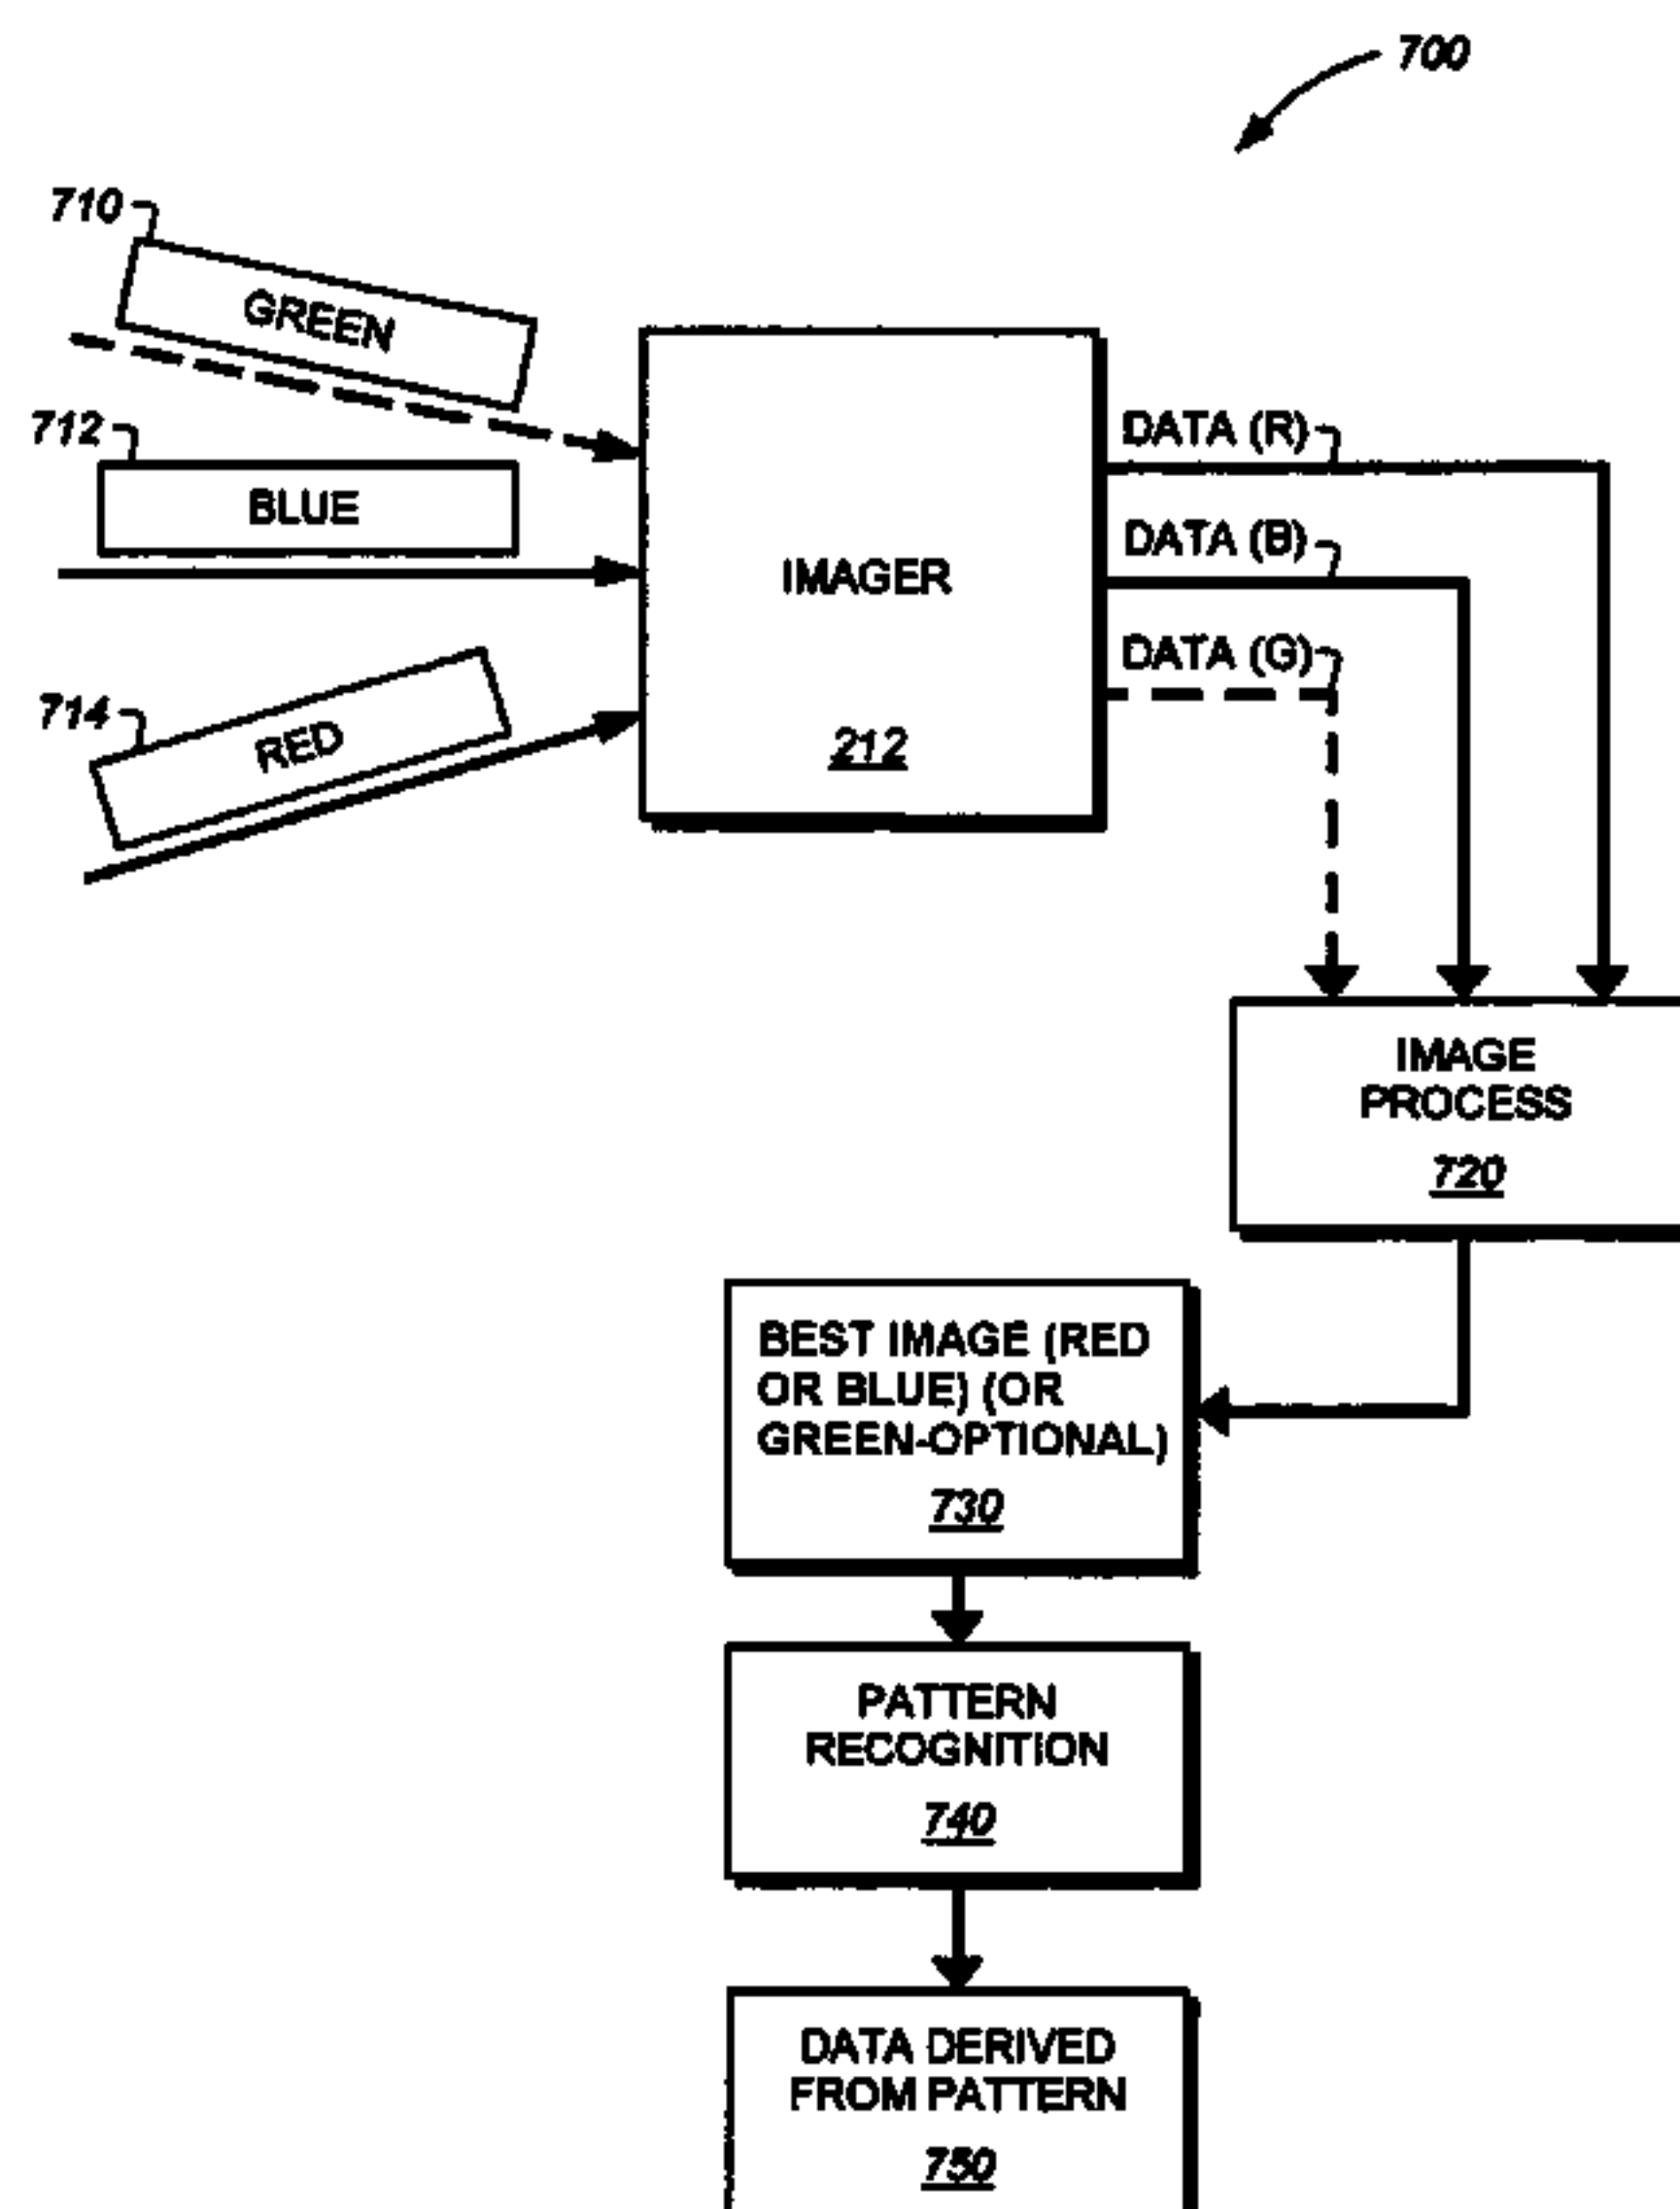 700
710
GREEN
712
BLUE
714
RED
IMAGER
212
DATA (R)
DATA (B)
DATA (G)
IMAGE
PROCESS
720
BEST IMAGE (RED
OR BLUE) (OR
GREEN-OPTIONAL)
730
PATTERN
RECOGNITION
740
DATA DERIVED
FROM PATTERN
750